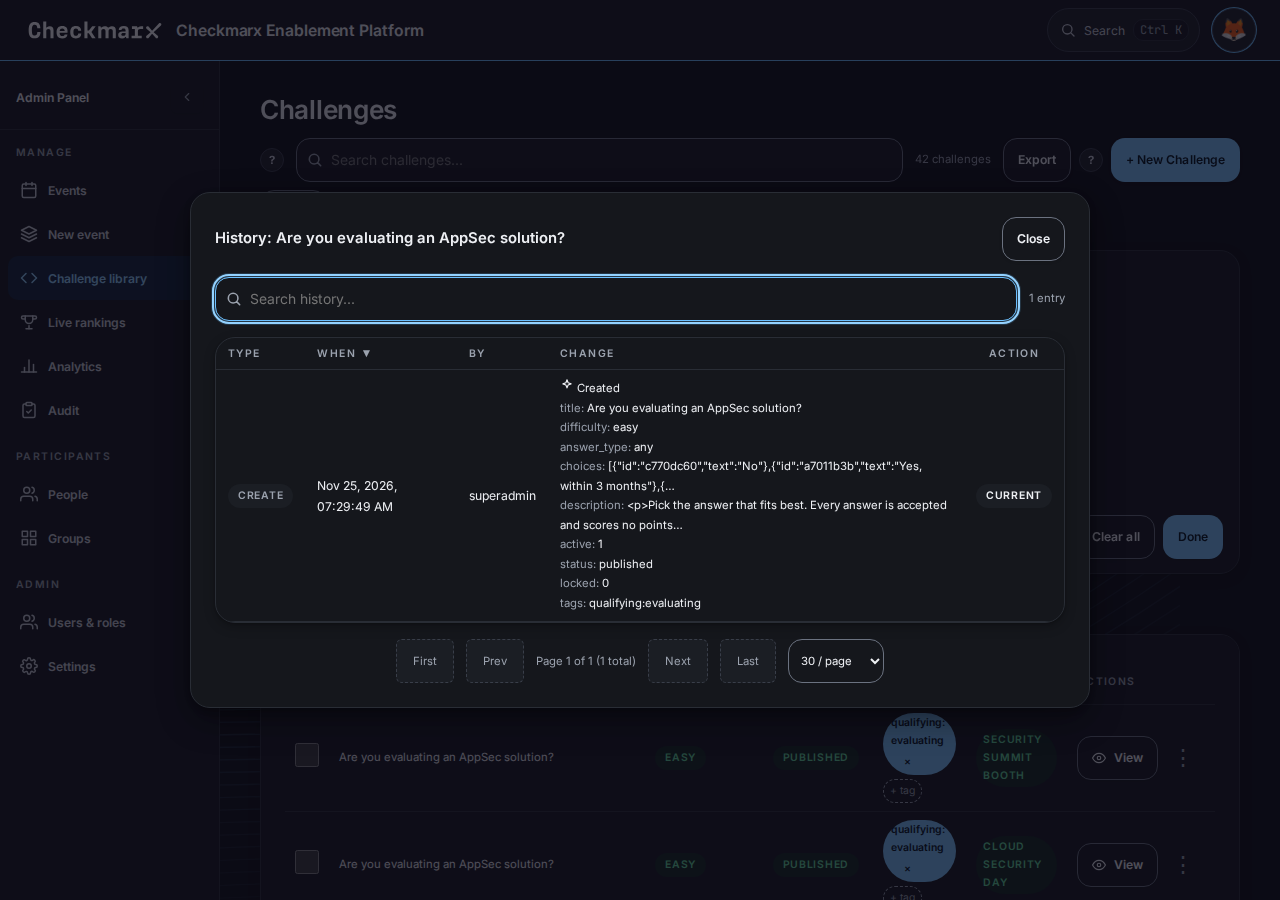 Checkmarx Checkmarx Enablement Platform
Search Ctrl K
Admin Panel
MANAGE
Events
New event
Challenge library
Live rankings
Analytics
Audit
PARTICIPANTS
People
Groups
ADMIN
Users & roles
Settings
Challenges
? Search challenges... 42 challenges Export ? + New Challenge
History: Are you evaluating an AppSec solution? Close
Search history... 1 entry
TYPE WHEN ▼ BY CHANGE ACTION
CREATE
Nov 25, 2026,
07:29:49 AM
superadmin
Created
title: Are you evaluating an AppSec solution?
difficulty: easy
answer_type: any
choices: [{"id":"c770dc60","text":"No"},{"id":"a7011b3b","text":"Yes,
within 3 months"},{...
description: <p>Pick the answer that fits best. Every answer is accepted
and scores no points...
active: 1
status: published
locked: 0
tags: qualifying:evaluating
CURRENT
First Prev Page 1 of 1 (1 total) Next Last 30 / page
Clear all Done
Are you evaluating an AppSec solution? EASY PUBLISHED
qualifying:
evaluating
×
+ tag
SECURITY
SUMMIT
BOOTH
View
Are you evaluating an AppSec solution? EASY PUBLISHED
qualifying:
evaluating
×
+ tag
CLOUD
SECURITY
DAY
View